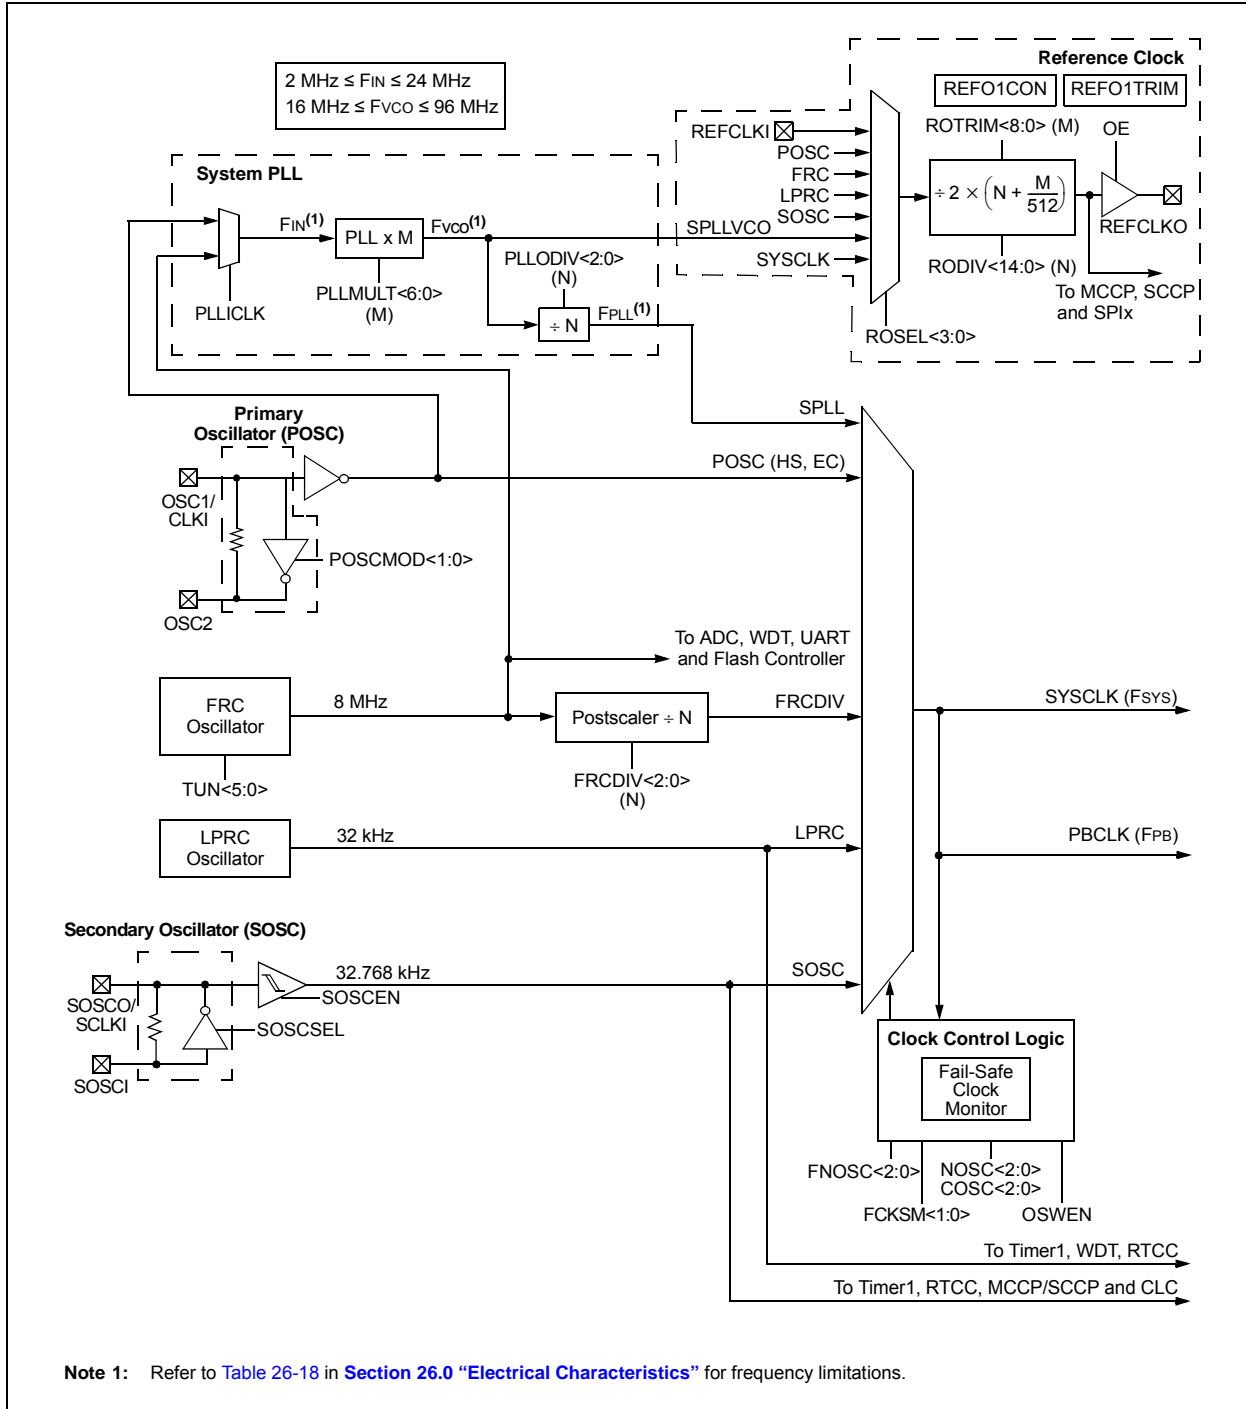 2 MHz ≤ FIN ≤ 24 MHz
16 MHz ≤ FVCO ≤ 96 MHz
Reference Clock
REFO1CON
REFO1TRIM
REFCLKI
POSC
FRC
LPRC
SOSC
SPLLVCO
SYSCLK
ROTRIM<8:0> (M)
OE
÷ 2 × (N + M/512)
REFCLKO
RODIV<14:0> (N)
To MCCP, SCCP
and SPIx
ROSEL<3:0>
System PLL
FIN(1)
PLL x M
FVCO(1)
PLLICLK
PLLMULT<6:0>
(M)
PLLODIV<2:0>
(N)
÷ N
FPLL(1)
SPLL
Primary
Oscillator (POSC)
OSC1/
CLKI
OSC2
POSCMOD<1:0>
POSC (HS, EC)
To ADC, WDT, UART
and Flash Controller
FRC
Oscillator
8 MHz
TUN<5:0>
Postscaler ÷ N
FRCDIV<2:0>
(N)
FRCDIV
SYSCLK (FSYS)
LPRC
Oscillator
32 kHz
LPRC
PBCLK (FPB)
Secondary Oscillator (SOSC)
SOSCO/
SCLKI
SOSCI
32.768 kHz
SOSCEN
SOSCSEL
SOSC
Clock Control Logic
Fail-Safe
Clock
Monitor
FNOSC<2:0>
NOSC<2:0>
COSC<2:0>
FCKSM<1:0>
OSWEN
To Timer1, WDT, RTCC
To Timer1, RTCC, MCCP/SCCP and CLC
Note 1: Refer to Table 26-18 in Section 26.0 “Electrical Characteristics” for frequency limitations.